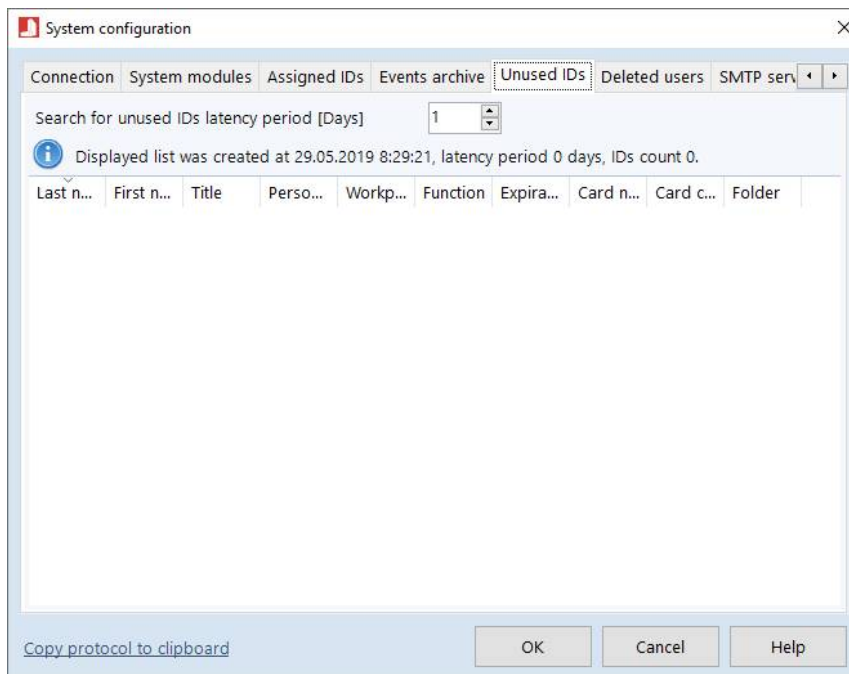 System configuration
Connection System modules Assigned IDs Events archive Unused IDs Deleted users SMTP serv
Search for unused IDs latency period [Days] 1
Displayed list was created at 29.05.2019 8:29:21, latency period 0 days, IDs count 0.
Last n... First n... Title Perso... Workp... Function Expira... Card n... Card c... Folder
Copy protocol to clipboard OK Cancel Help